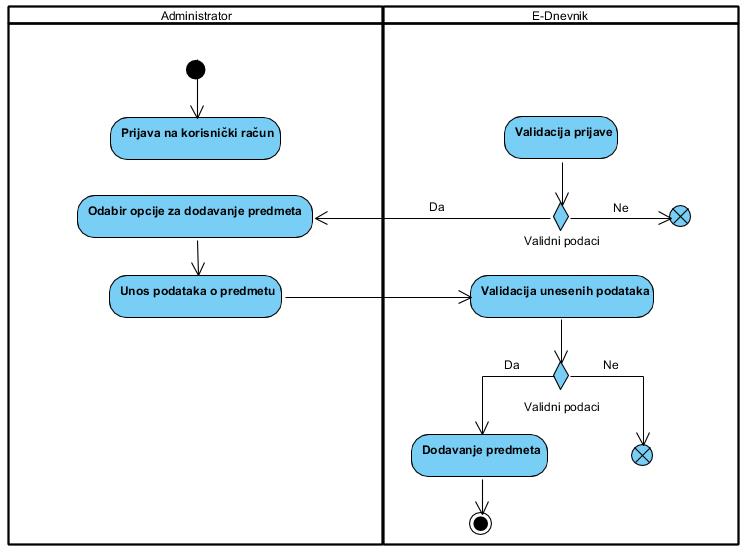 Administrator
E-Dnevnik
Prijava na korisnički račun
Validacija prijave
Odabir opcije za dodavanje predmeta
Da
Ne
Validni podaci
Unos podataka o predmetu
Validacija unesenih podataka
Da
Ne
Validni podaci
Dodavanje predmeta